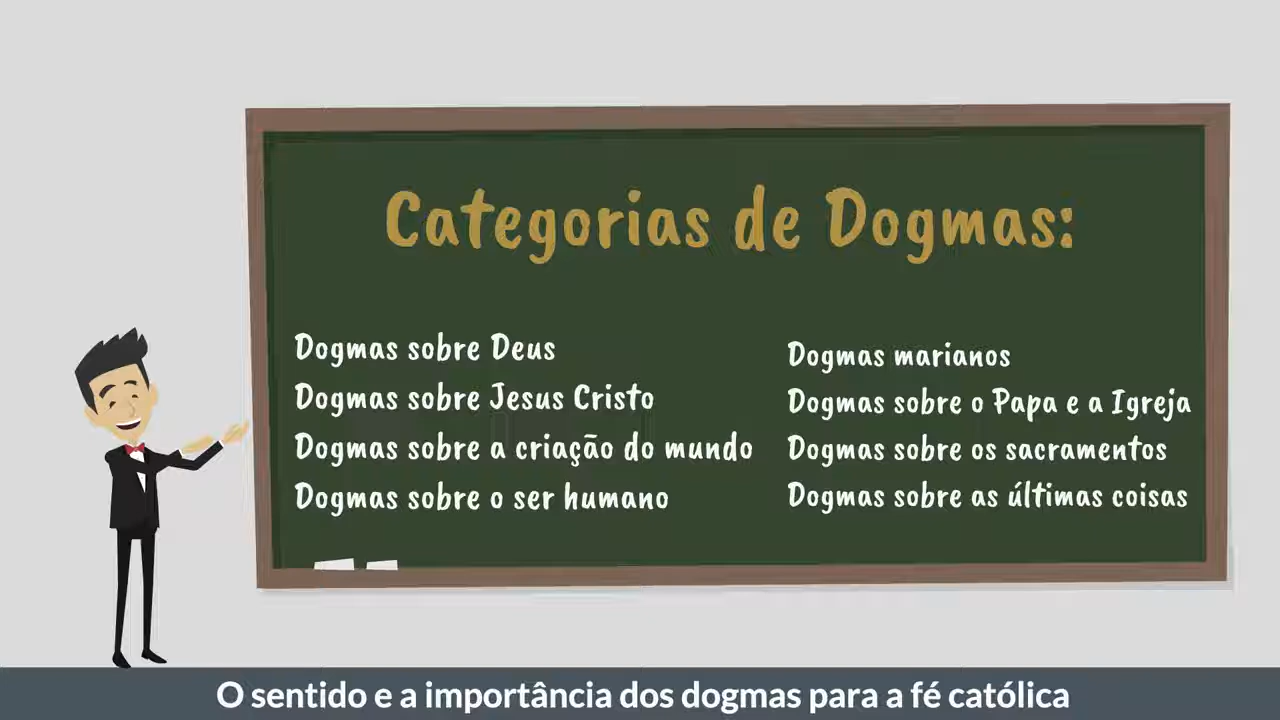 Categorias de Dogmas:
Dogmas sobre Deus
Dogmas sobre Jesus Cristo
Dogmas sobre a criação do mundo
Dogmas sobre o ser humano
Dogmas marianos
Dogmas sobre o Papa e a Igreja
Dogmas sobre os sacramentos
Dogmas sobre as últimas coisas
O sentido e a importância dos dogmas para a fé católica